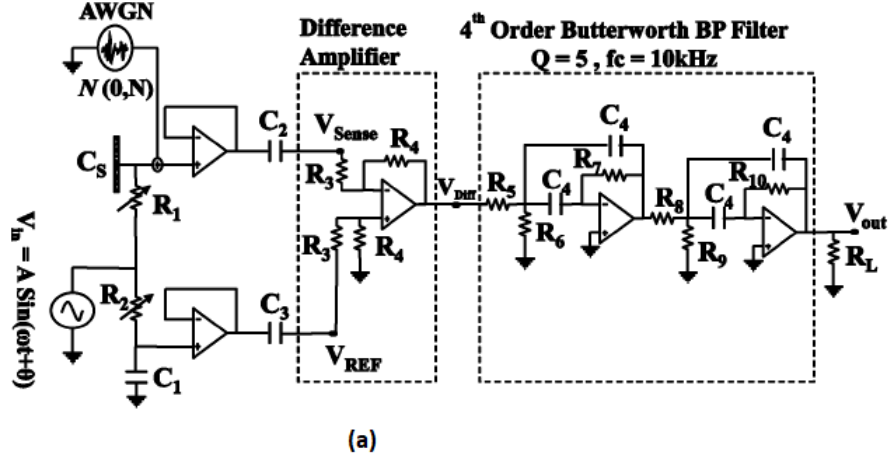 AWGN
N (0,N)
Difference
Amplifier
4th Order Butterworth BP Filter
Q = 5 , fc = 10kHz
C2
VSense
R4
C4
C4
CS
R3
VDiff
R7
R10
R1
R5
C4
R8
C4
Vout
Vin = A Sin(ωt+θ)
R3
R4
R6
R9
RL
R2
C3
VREF
C1
(a)